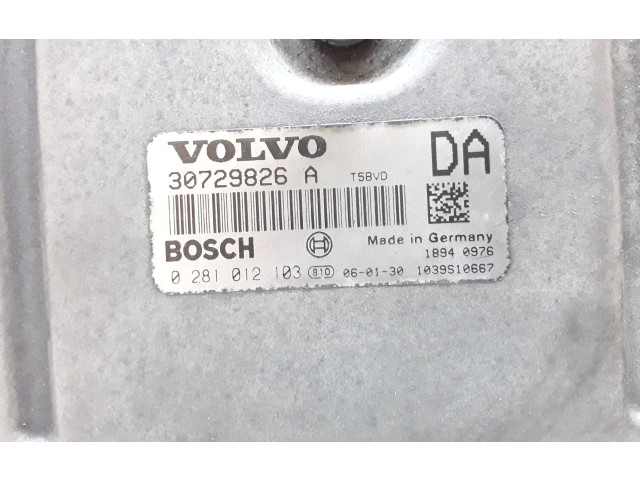 VOLVO DA
30729826 A T5BVD
BOSCH Made in Germany
1894 0976
0 281 012 103 810 06-01-30 1039S10667